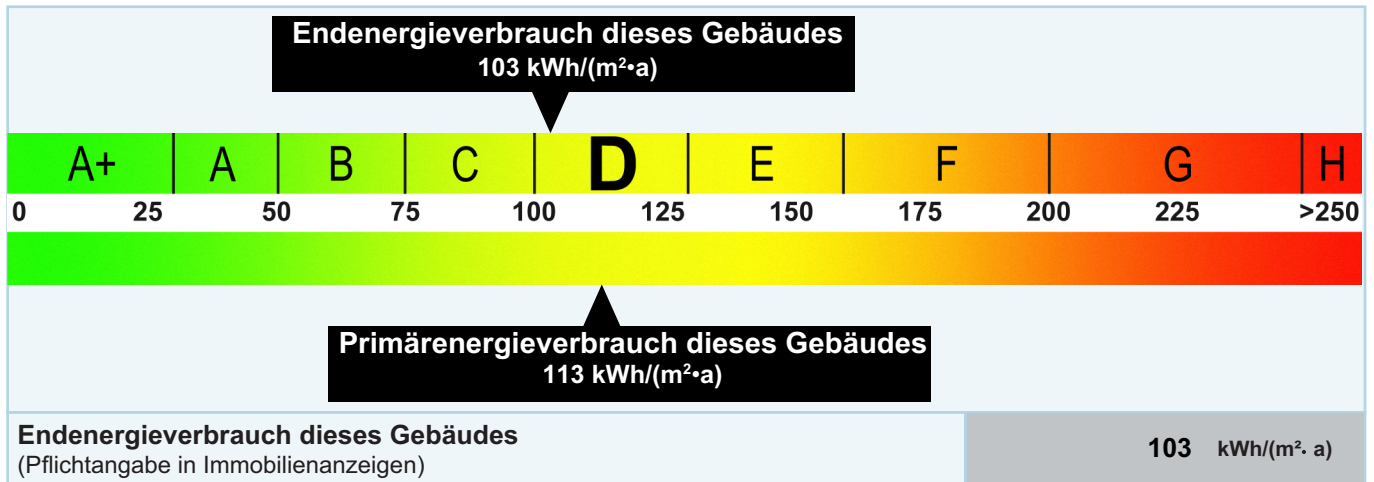 Endenergieverbrauch dieses Gebäudes
103 kWh/(m²•a)
A+ A B C D E F G H
0 25 50 75 100 125 150 175 200 225 >250
Primärenergieverbrauch dieses Gebäudes
113 kWh/(m²•a)
Endenergieverbrauch dieses Gebäudes
(Pflichtangabe in Immobilienanzeigen)
103 kWh/(m²· a)